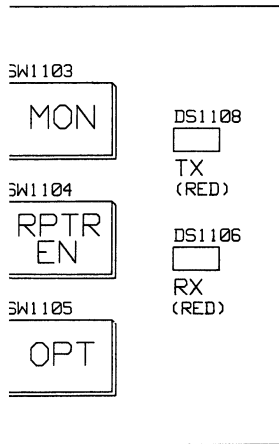 SW1103
MON
SW1104
RPTR
EN
SW1105
OPT
DS1108
TX
(RED)
DS1106
RX
(RED)